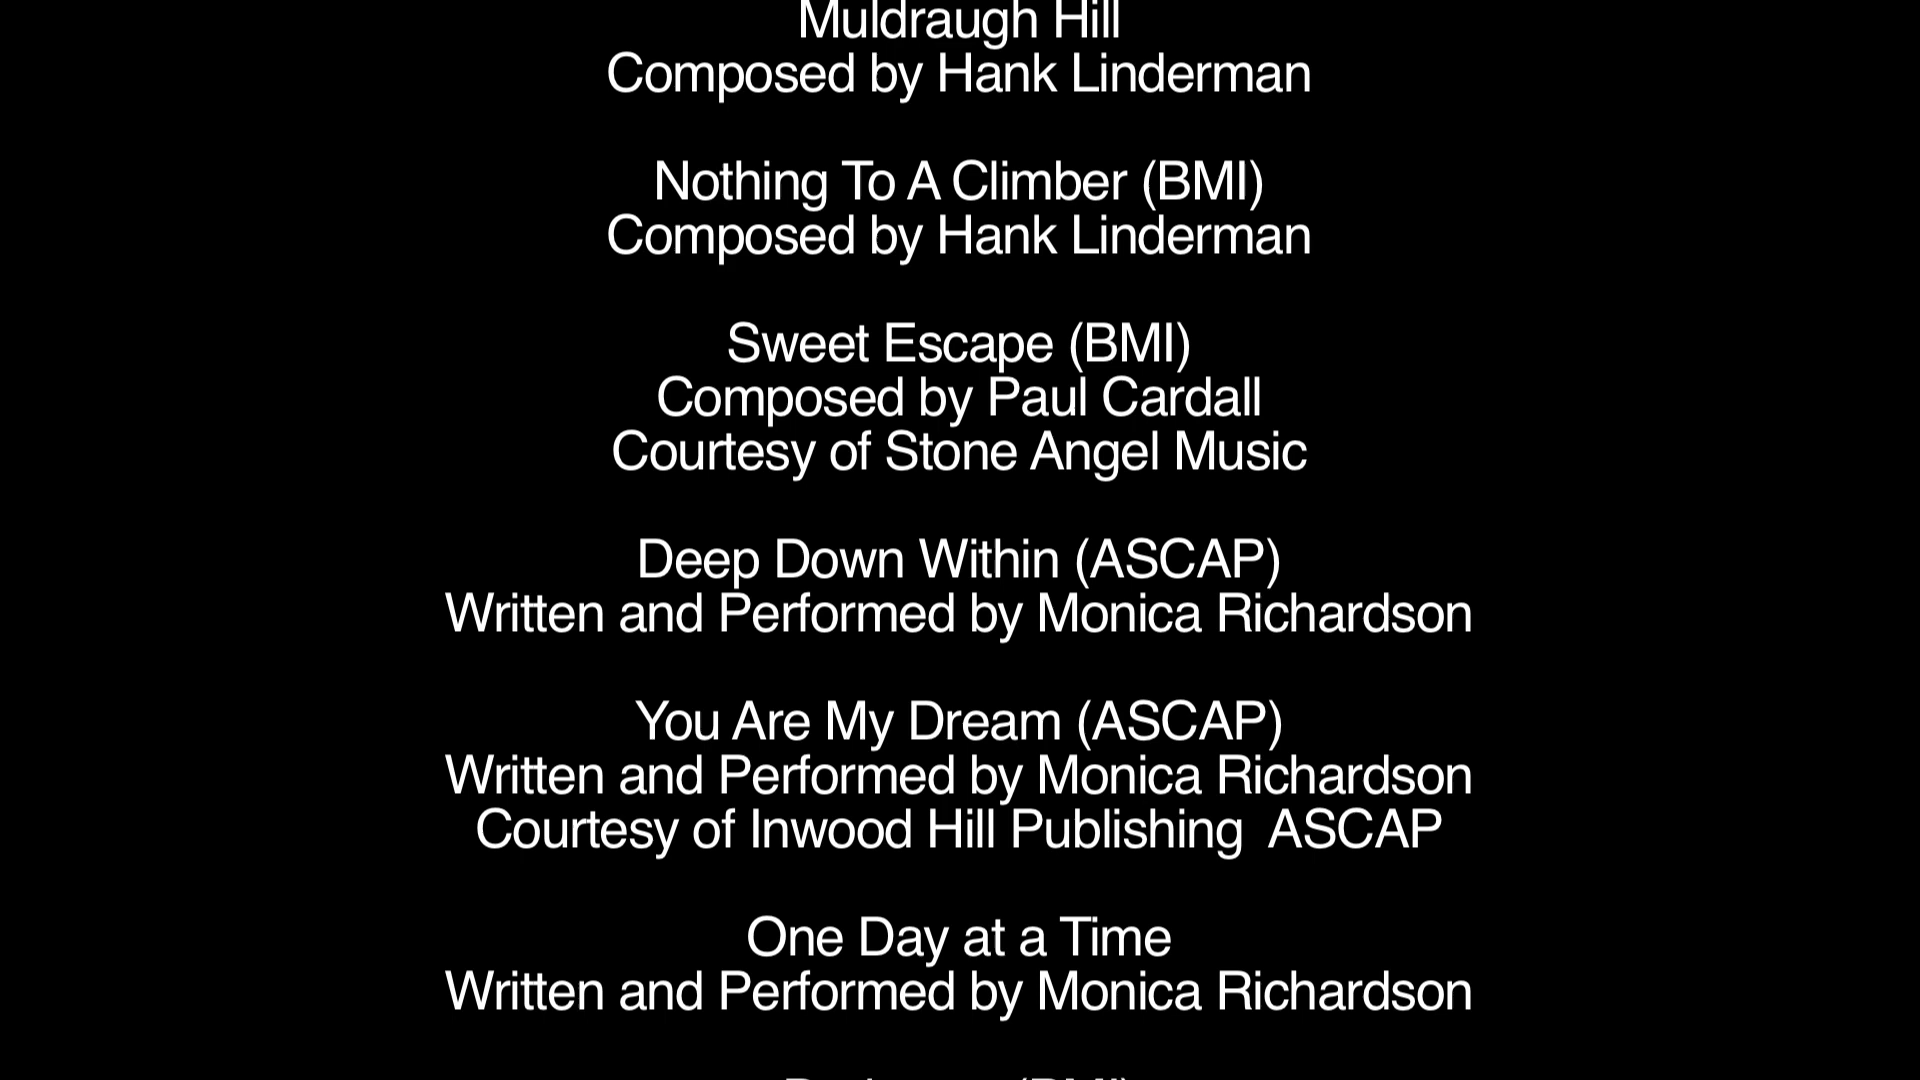 Muldraugh Hill
Composed by Hank Linderman
Nothing To A Climber (BMI)
Composed by Hank Linderman
Sweet Escape (BMI)
Composed by Paul Cardall
Courtesy of Stone Angel Music
Deep Down Within (ASCAP)
Written and Performed by Monica Richardson
You Are My Dream (ASCAP)
Written and Performed by Monica Richardson
Courtesy of Inwood Hill Publishing  ASCAP
One Day at a Time
Written and Performed by Monica Richardson
(BMI)